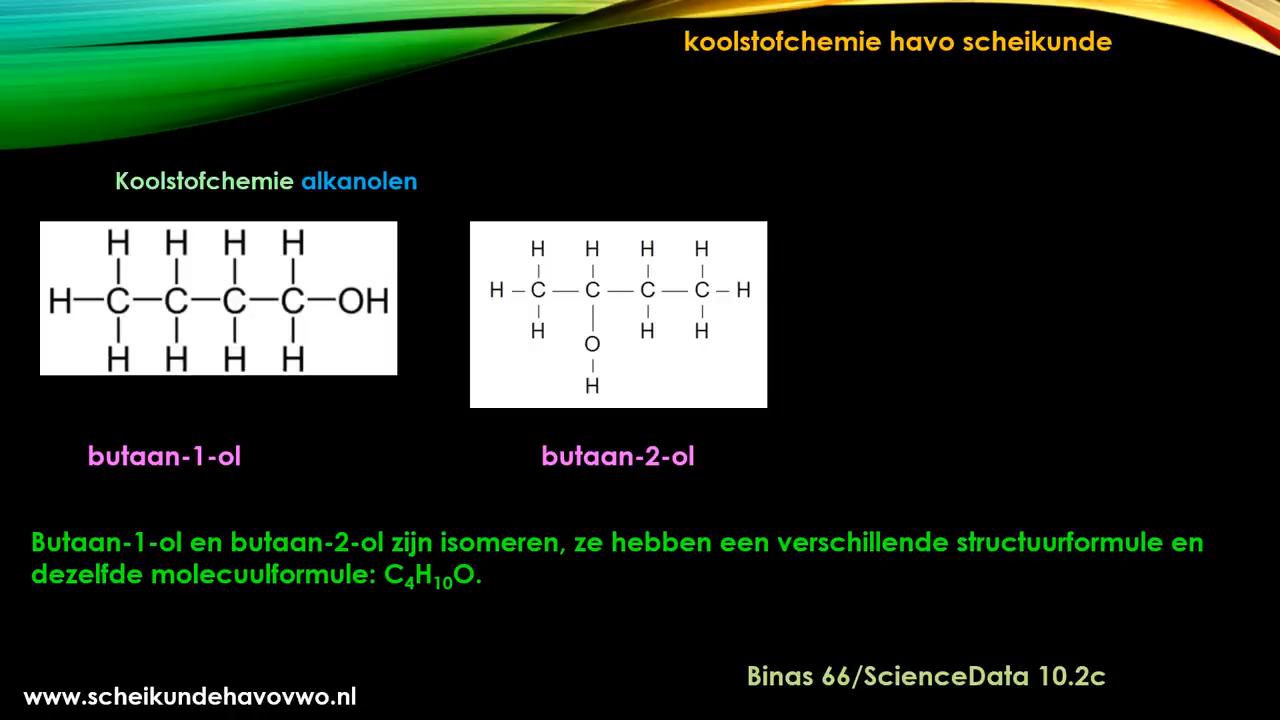 koolstofchemie havo scheikunde
Koolstofchemie alkanolen
H H H H
H—C—C—C—C—OH
H H H H
H H H H
H — C — C — C — C — H
H H H
O
H
butaan-1-ol
butaan-2-ol
Butaan-1-ol en butaan-2-ol zijn isomeren, ze hebben een verschillende structuurformule en
dezelfde molecuulformule: C₄H₁₀O.
Binas 66/ScienceData 10.2c
www.scheikundehavovwo.nl